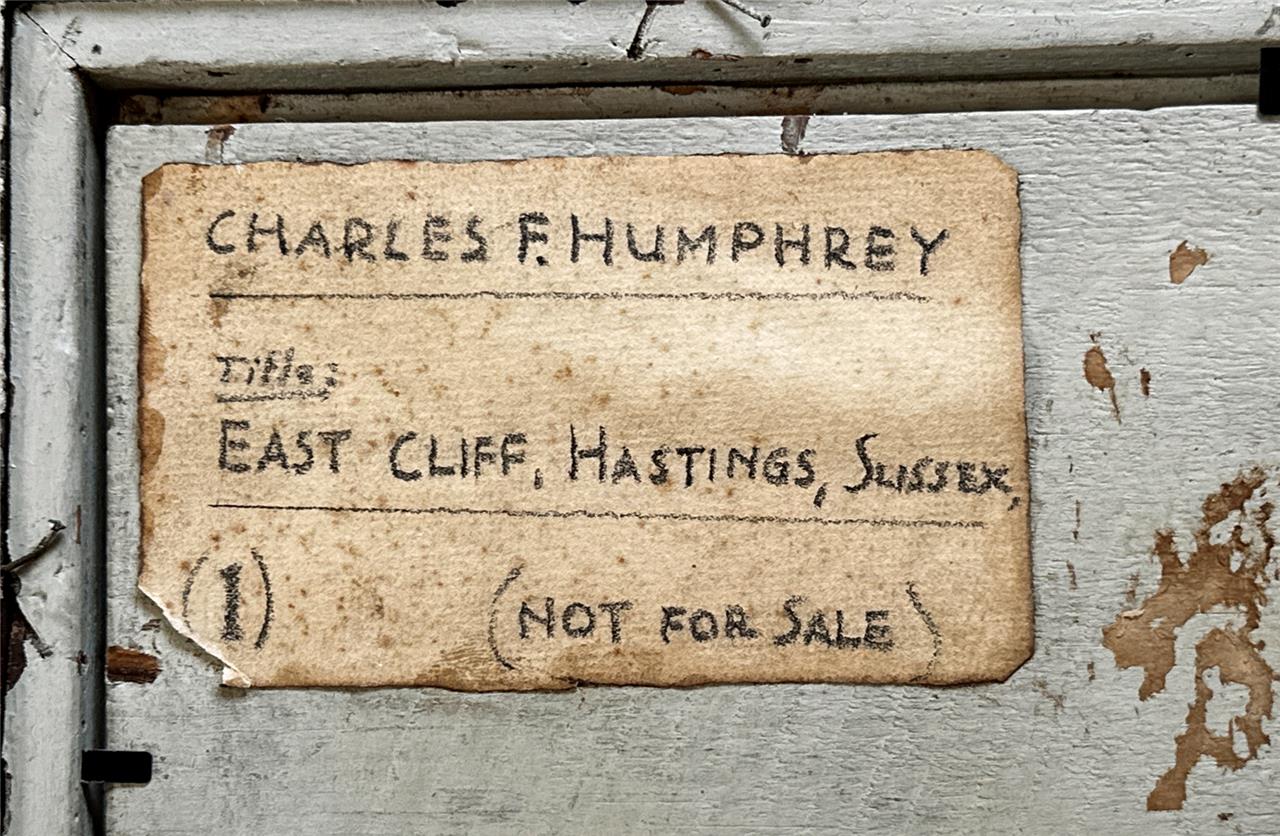 CHARLES F. HUMPHREY
Title;
EAST CLIFF, HASTINGS, SUSSEX,
(1) (NOT FOR SALE)